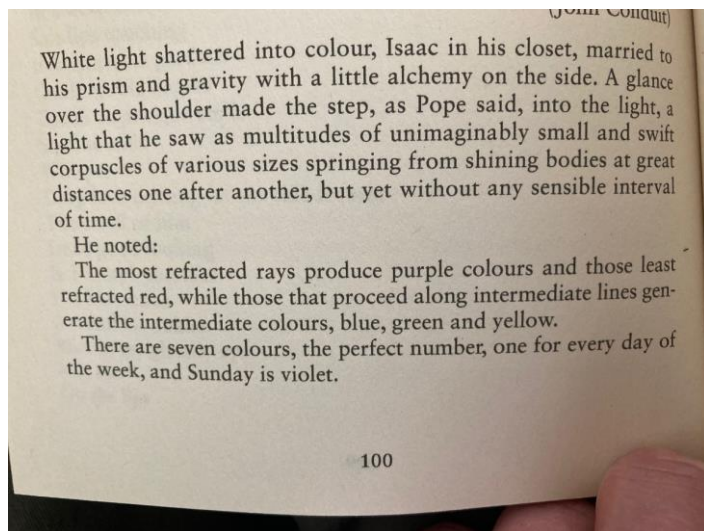 (John Conduit)
White light shattered into colour, Isaac in his closet, married to
his prism and gravity with a little alchemy on the side. A glance
over the shoulder made the step, as Pope said, into the light, a
light that he saw as multitudes of unimaginably small and swift
corpuscles of various sizes springing from shining bodies at great
distances one after another, but yet without any sensible interval
of time.
He noted:
The most refracted rays produce purple colours and those least
refracted red, while those that proceed along intermediate lines gen-
erate the intermediate colours, blue, green and yellow.
There are seven colours, the perfect number, one for every day of
the week, and Sunday is violet.
100